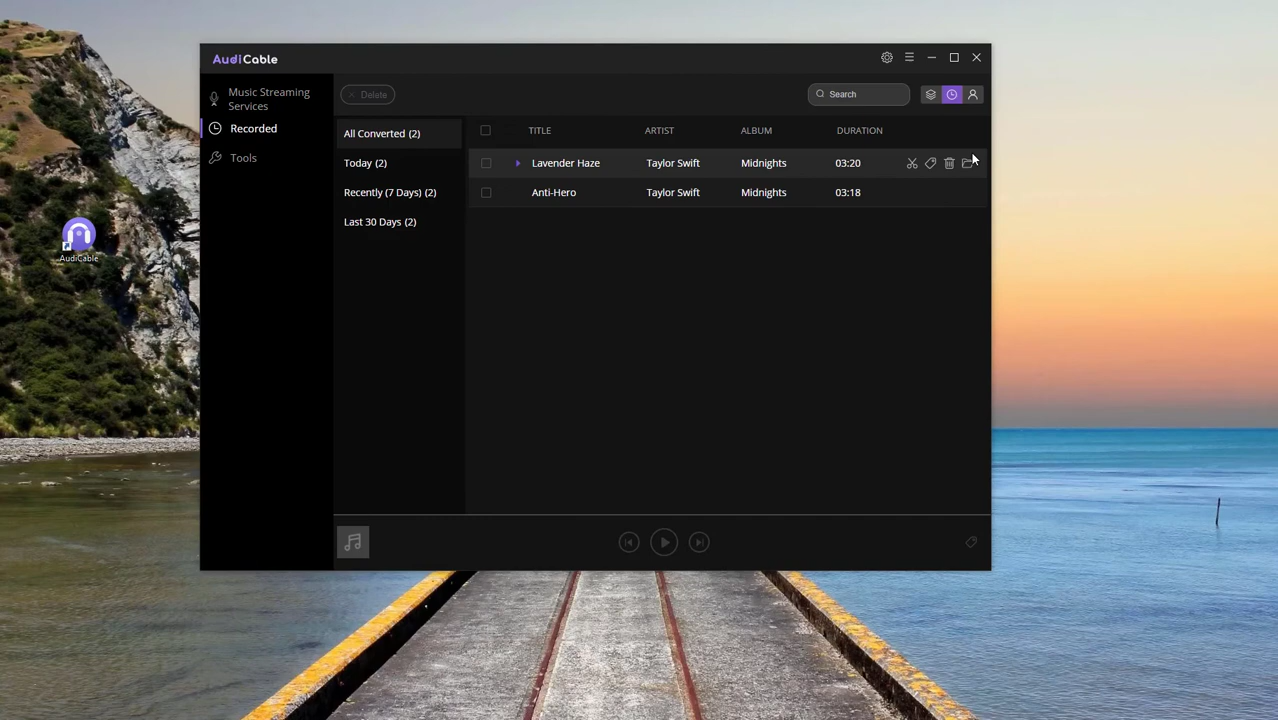 AudiCable
Music Streaming
Services
Recorded
Tools
Delete
Search
All Converted (2)
Today (2)
Recently (7 Days) (2)
Last 30 Days (2)
TITLE ARTIST ALBUM DURATION
Lavender Haze Taylor Swift Midnights 03:20
Anti-Hero Taylor Swift Midnights 03:18
AudiCable